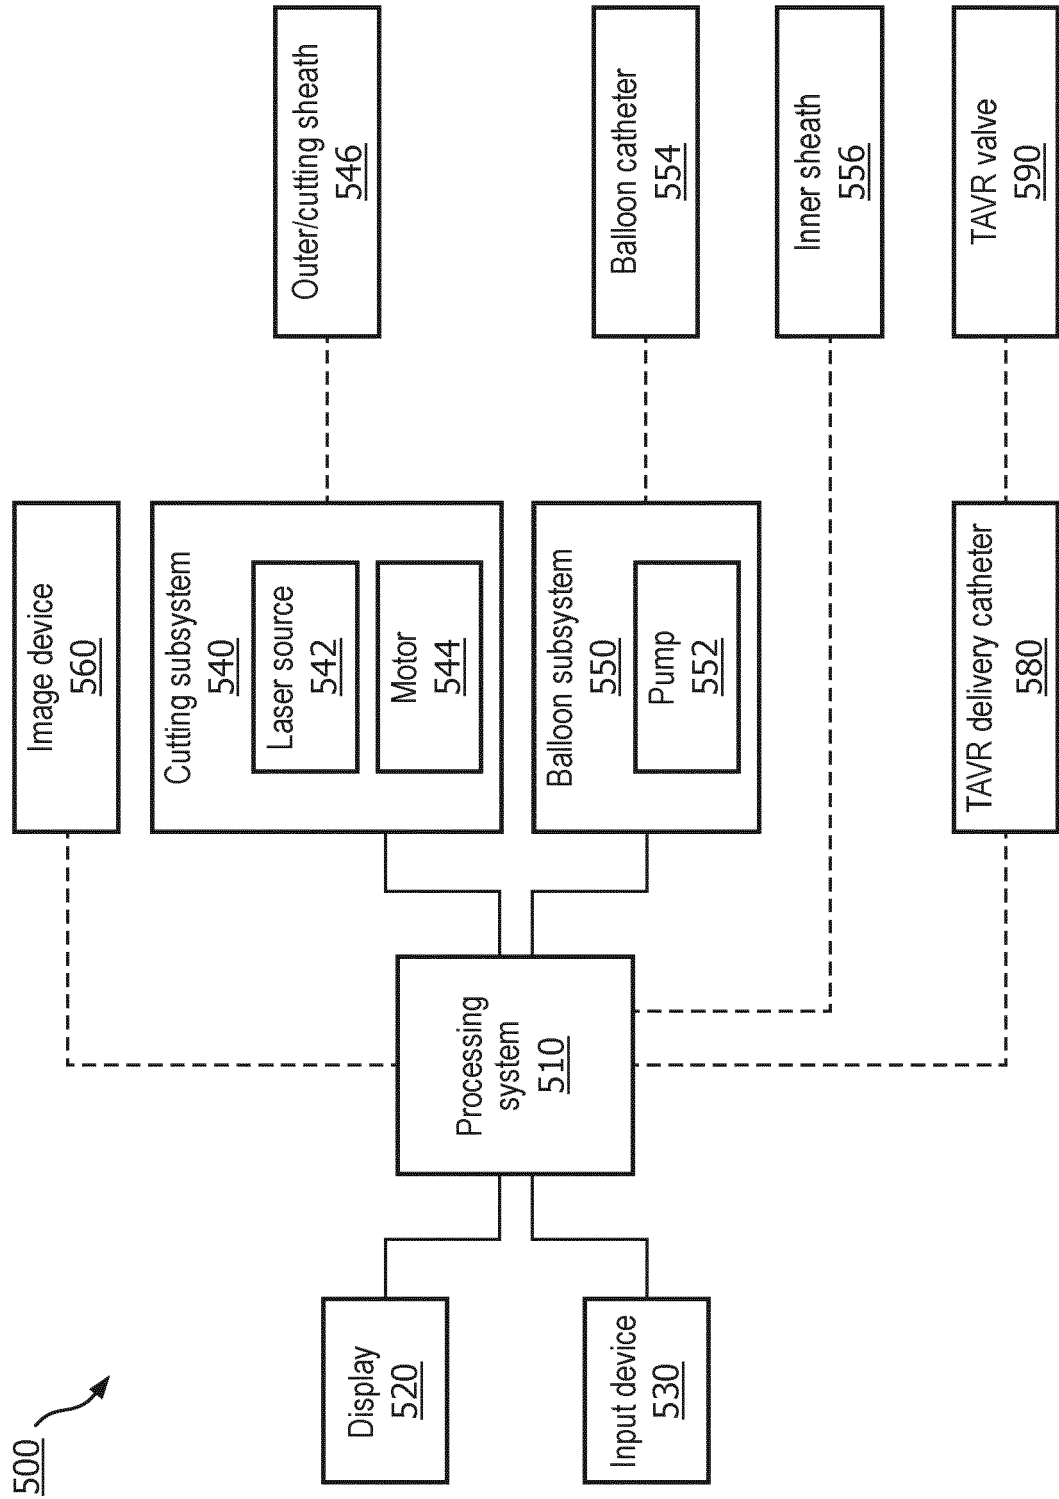 500
Image device
560
Cutting subsystem
540
Laser source
542
Motor
544
Outer/cutting sheath
546
Display
520
Processing
system
510
Input device
530
Balloon subsystem
550
Pump
552
Balloon catheter
554
Inner sheath
556
TAVR delivery catheter
580
TAVR valve
590